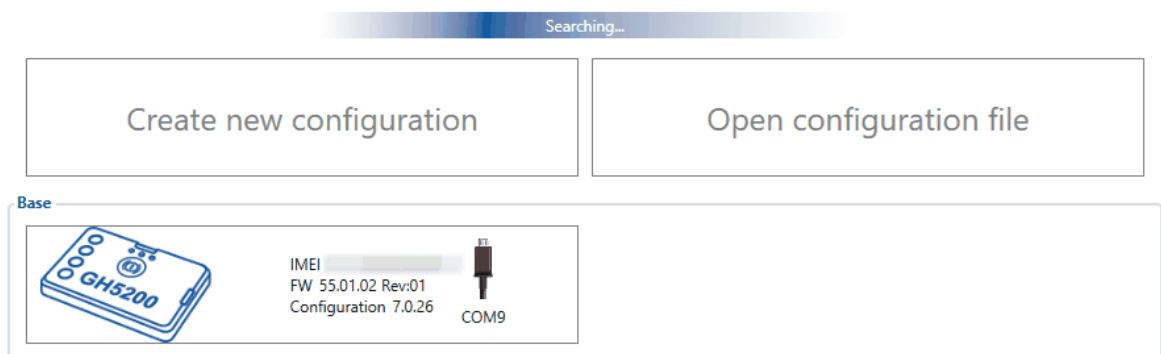 Searching...
Create new configuration
Open configuration file
Base
GH5200
IMEI
FW 55.01.02 Rev:01
Configuration 7.0.26
COM9